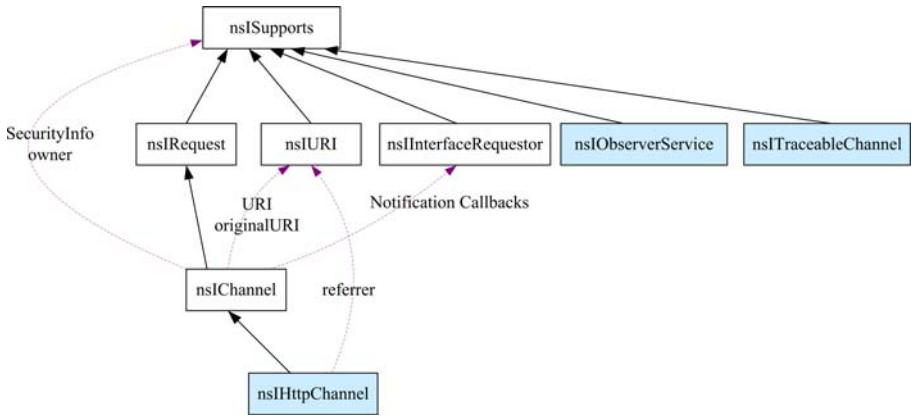 nsISupports
SecurityInfo
owner
nsIRequest
nsIURI
nsIInterfaceRequestor
nsIObserverService
nsITraceableChannel
URI
originalURI
Notification Callbacks
nsIChannel
referrer
nsIHttpChannel